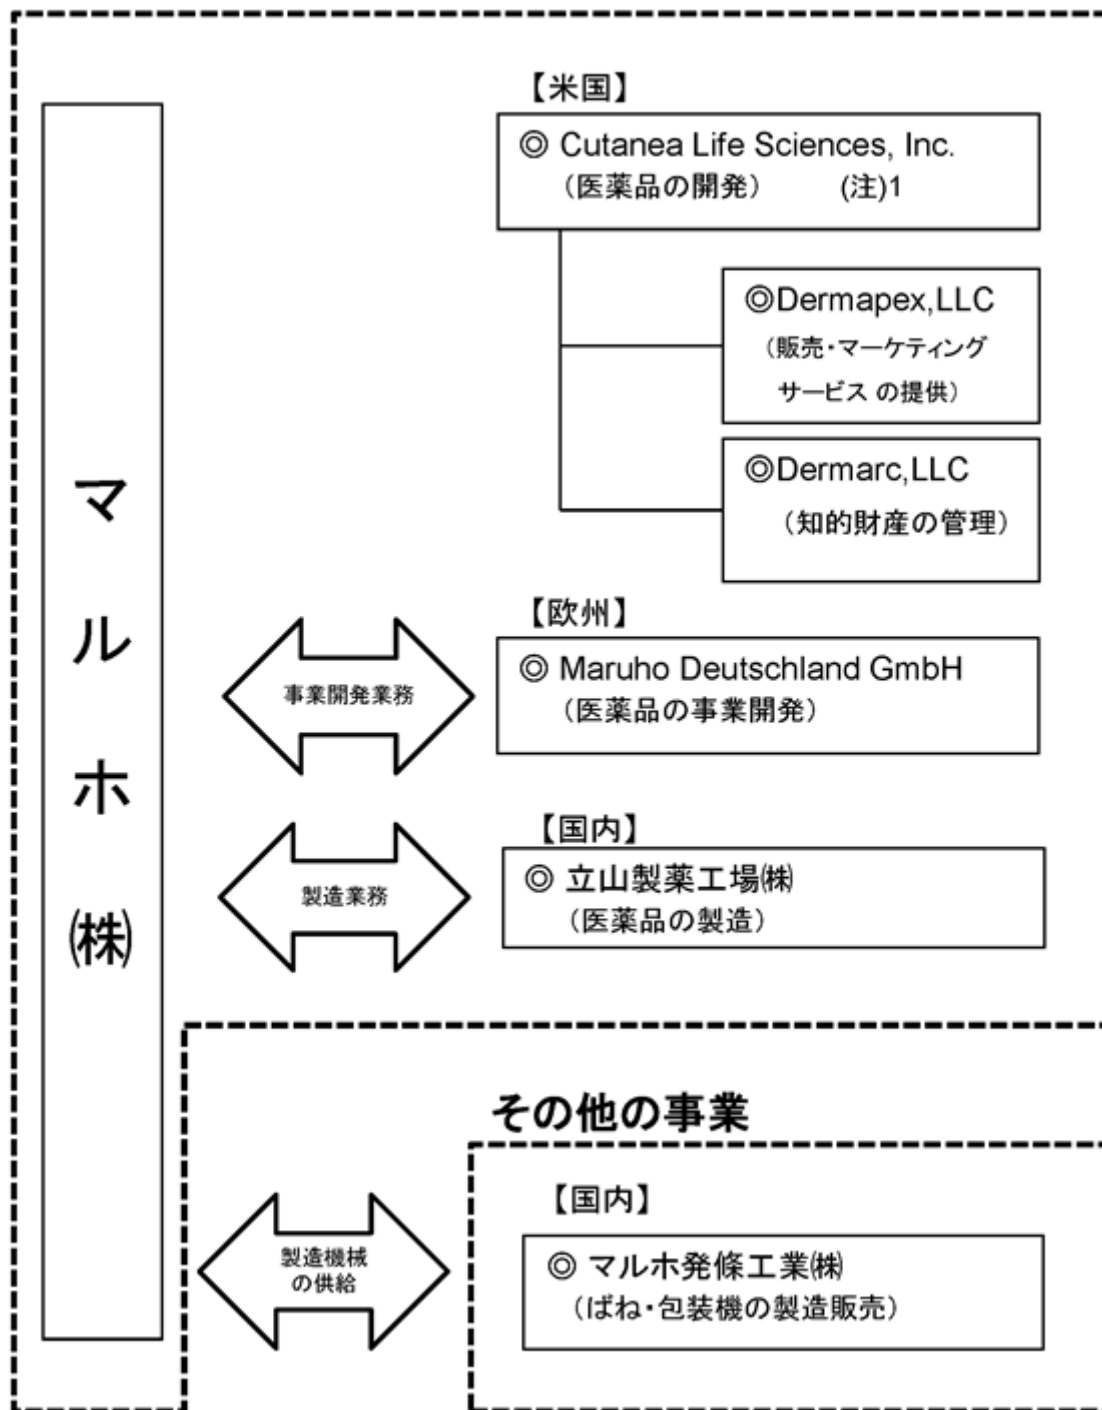 マルホ㈱
【米国】
◎ Cutanea Life Sciences, Inc.
（医薬品の開発） (注)1
◎Dermapex,LLC
（販売・マーケティング
サービス の提供）
◎Dermarc,LLC
（知的財産の管理）
【欧州】
事業開発業務
◎ Maruho Deutschland GmbH
（医薬品の事業開発）
【国内】
製造業務
◎ 立山製薬工場㈱
（医薬品の製造）
その他の事業
【国内】
製造機械
の供給
◎ マルホ発條工業㈱
（ばね・包装機の製造販売）